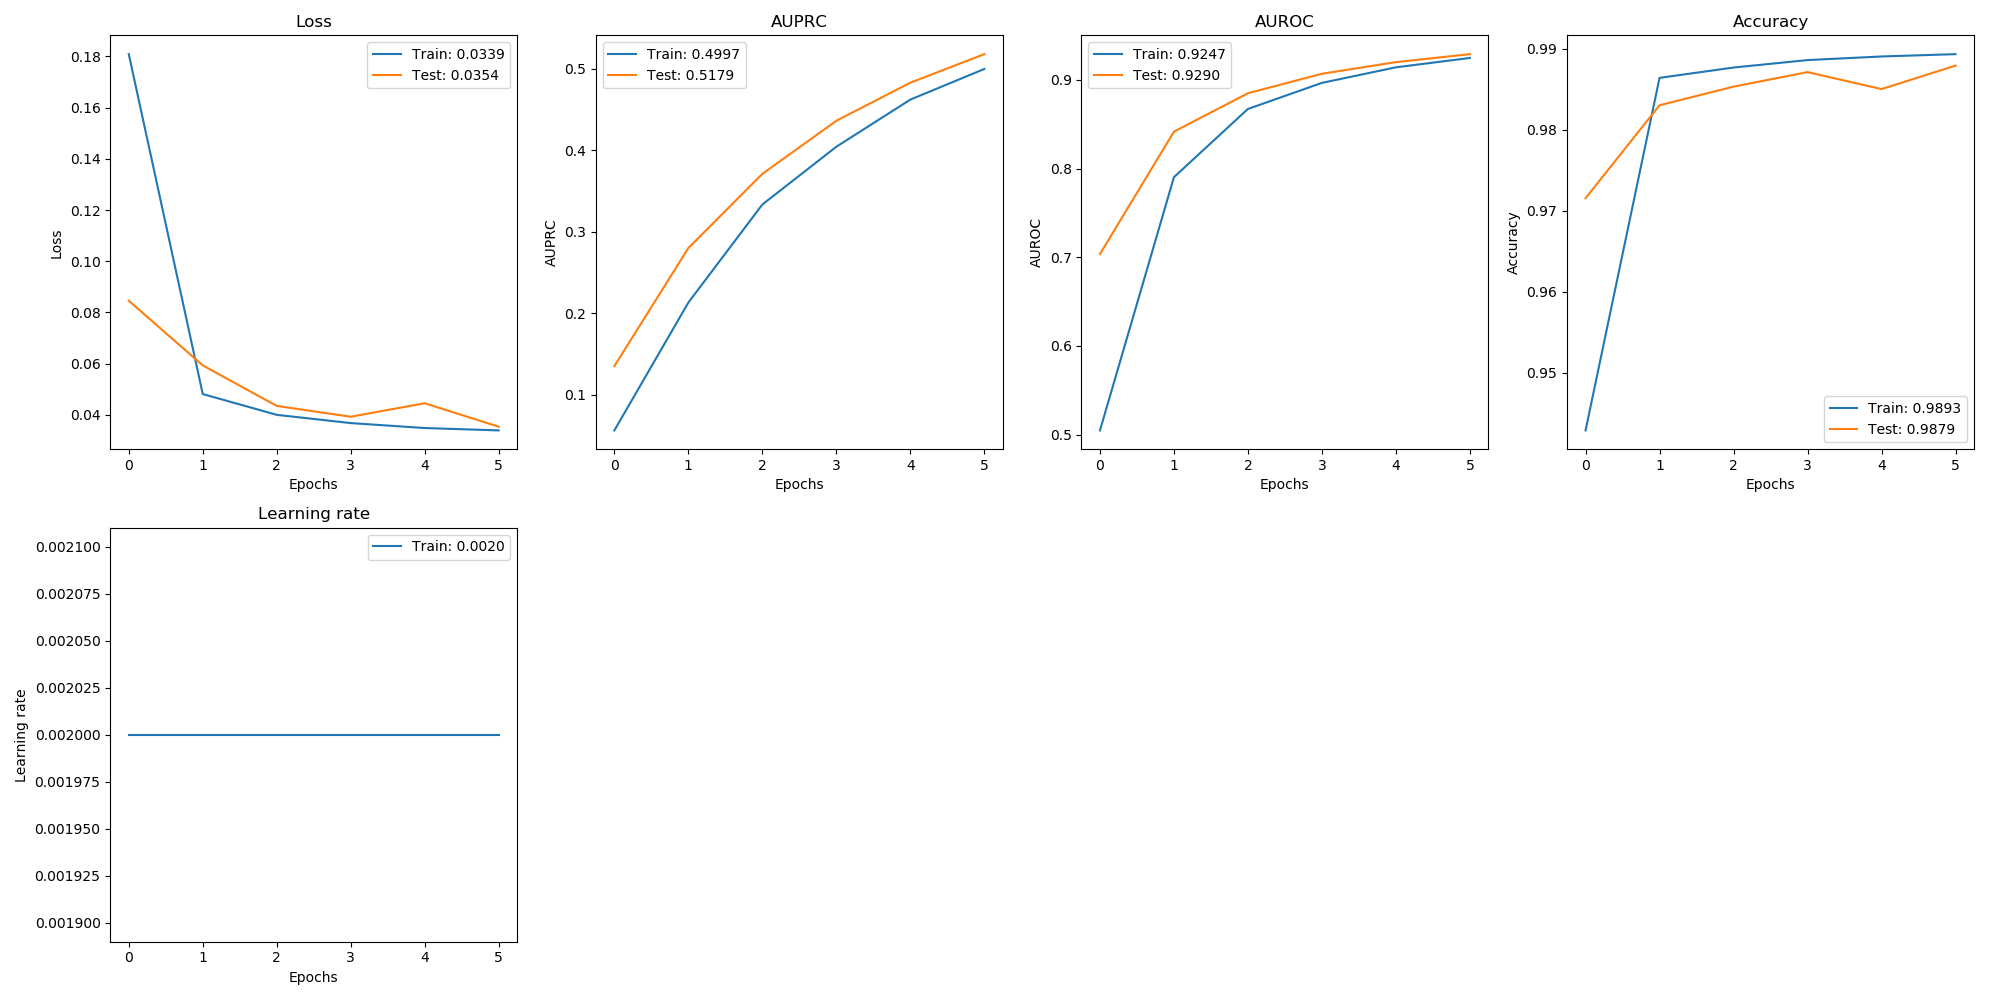 Loss
Train: 0.0339
Test: 0.0354
0.18
0.16
0.14
0.12
0.10
0.08
0.06
0.04
Loss
0 1 2 3 4 5
Epochs
AUPRC
Train: 0.4997
Test: 0.5179
0.5
0.4
0.3
0.2
0.1
AUPRC
0 1 2 3 4 5
Epochs
AUROC
Train: 0.9247
Test: 0.9290
0.9
0.8
0.7
0.6
0.5
AUROC
0 1 2 3 4 5
Epochs
Accuracy
0.99
0.98
0.97
0.96
0.95
Accuracy
Train: 0.9893
Test: 0.9879
0 1 2 3 4 5
Epochs
Learning rate
Train: 0.0020
0.002100
0.002075
0.002050
0.002025
0.002000
0.001975
0.001950
0.001925
0.001900
Learning rate
0 1 2 3 4 5
Epochs